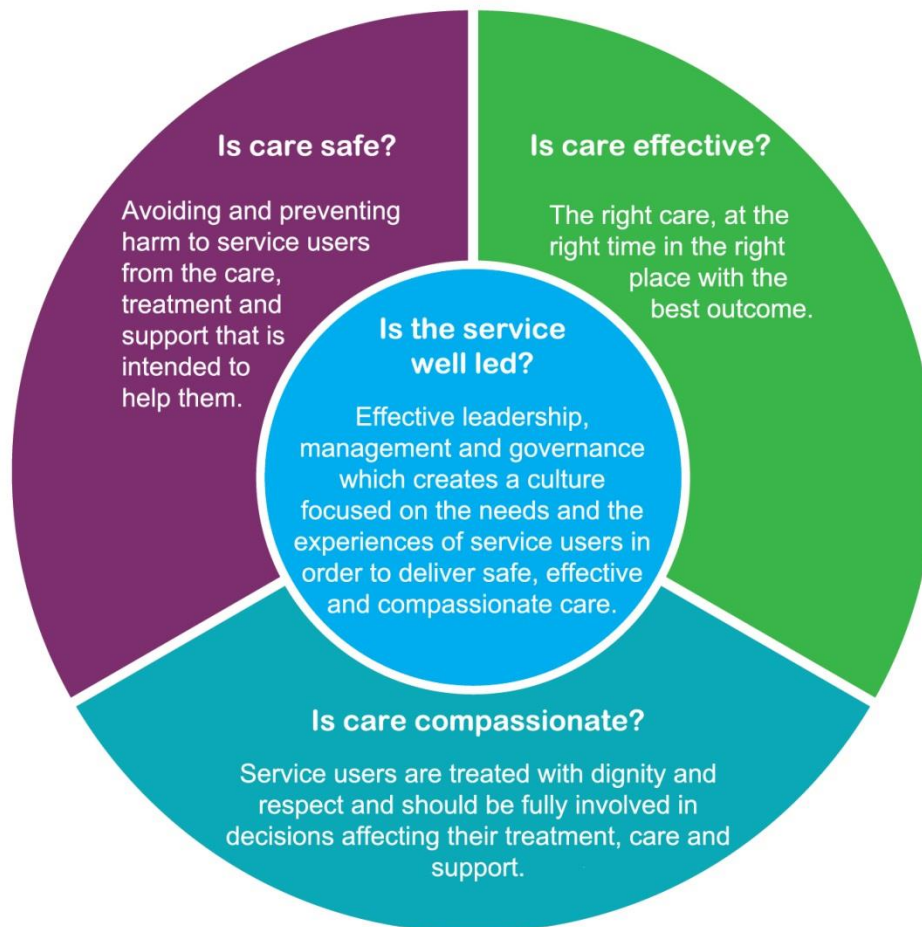 Is care safe?
Avoiding and preventing
harm to service users
from the care,
treatment and
support that is
intended to
help them.
Is care effective?
The right care, at the
right time in the right
place with the
best outcome.
Is the service
well led?
Effective leadership,
management and governance
which creates a culture
focused on the needs and the
experiences of service users in
order to deliver safe, effective
and compassionate care.
Is care compassionate?
Service users are treated with dignity and
respect and should be fully involved in
decisions affecting their treatment, care and
support.